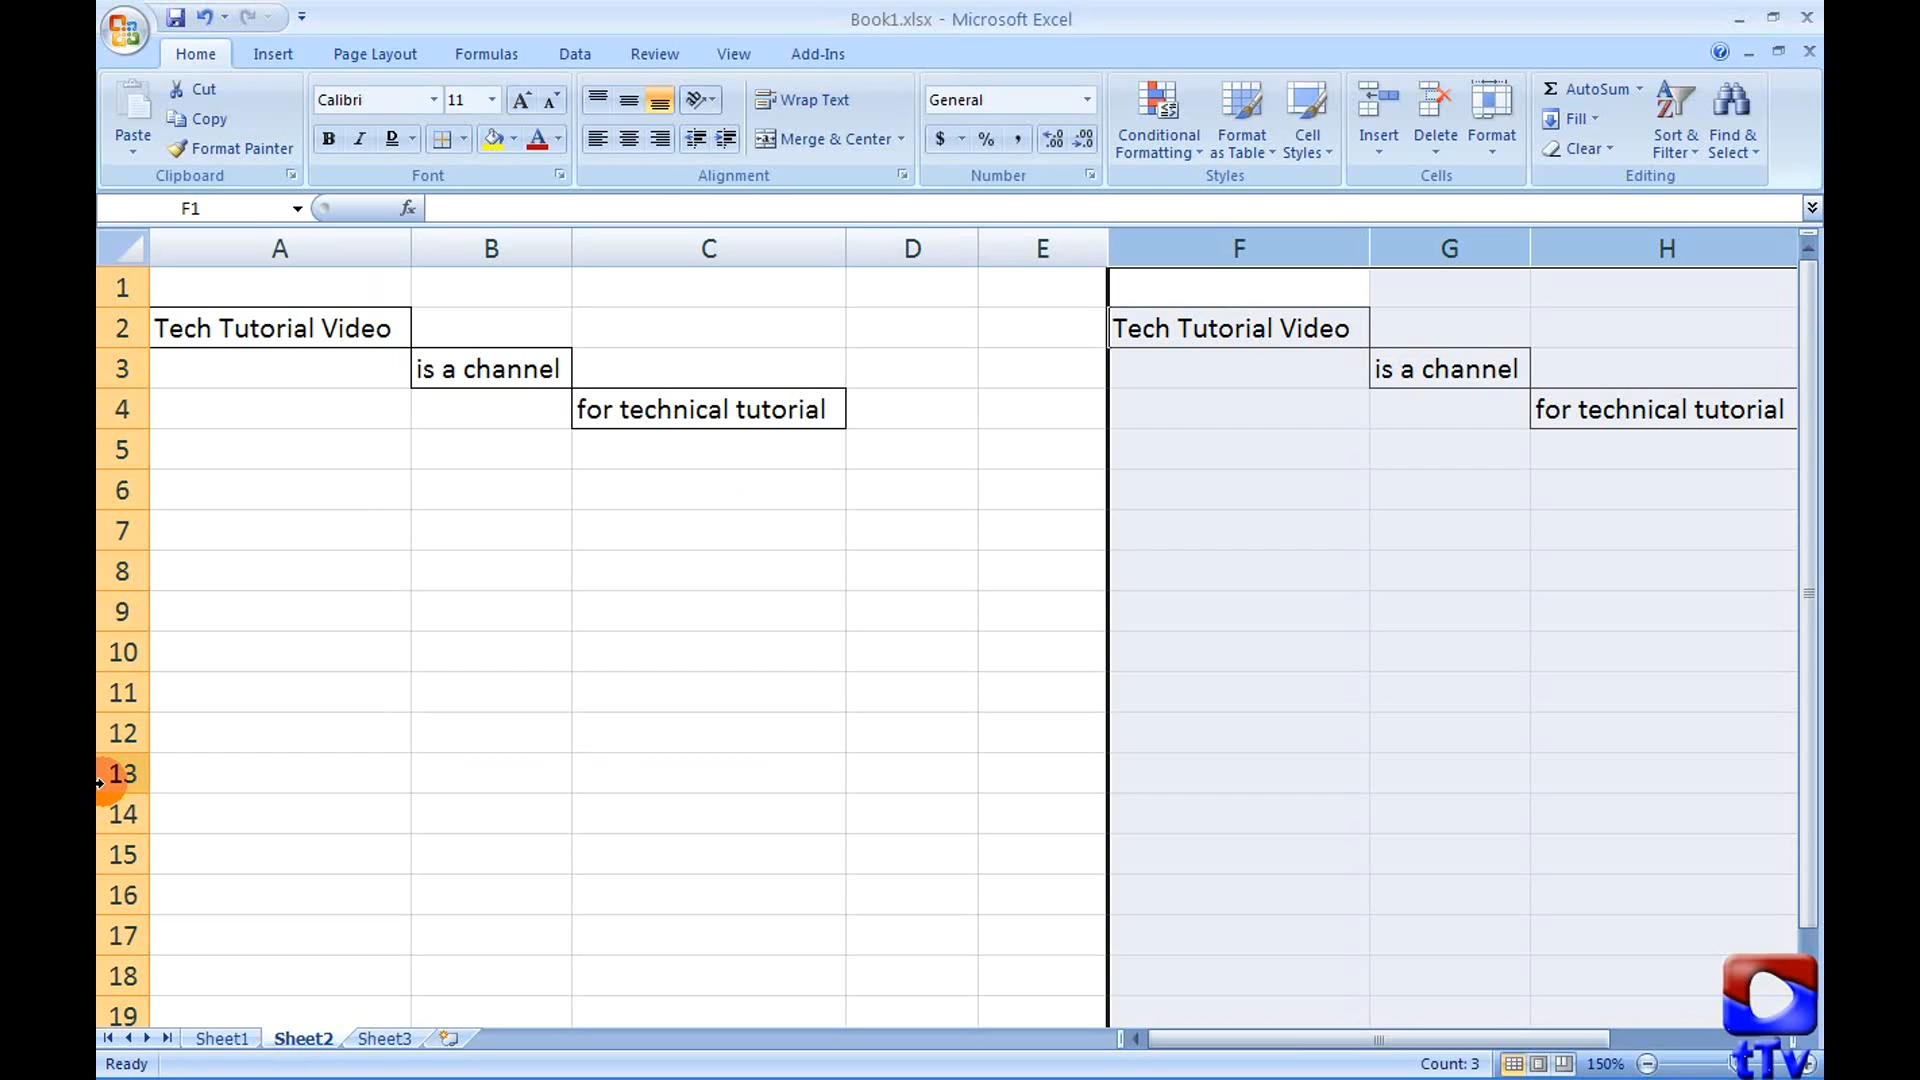 Book1.xlsx - Microsoft Excel
Home Insert Page Layout Formulas Data Review View Add-Ins
Paste Cut Copy Format Painter
Clipboard
Calibri 11
B I D A
Font
Wrap Text
Merge & Center
Alignment
General
$ % ,
Number
Conditional Formatting
Format as Table
Cell Styles
Styles
Insert Delete Format
Cells
Σ AutoSum
Fill
Clear
Sort & Filter
Find & Select
Editing
F1 fx
A B C D E F G H
1
2 Tech Tutorial Video Tech Tutorial Video
3 is a channel is a channel
4 for technical tutorial for technical tutorial
5
6
7
8
9
10
11
12
13
14
15
16
17
18
19
Sheet1 Sheet2 Sheet3
Ready Count: 3 150%
tTv